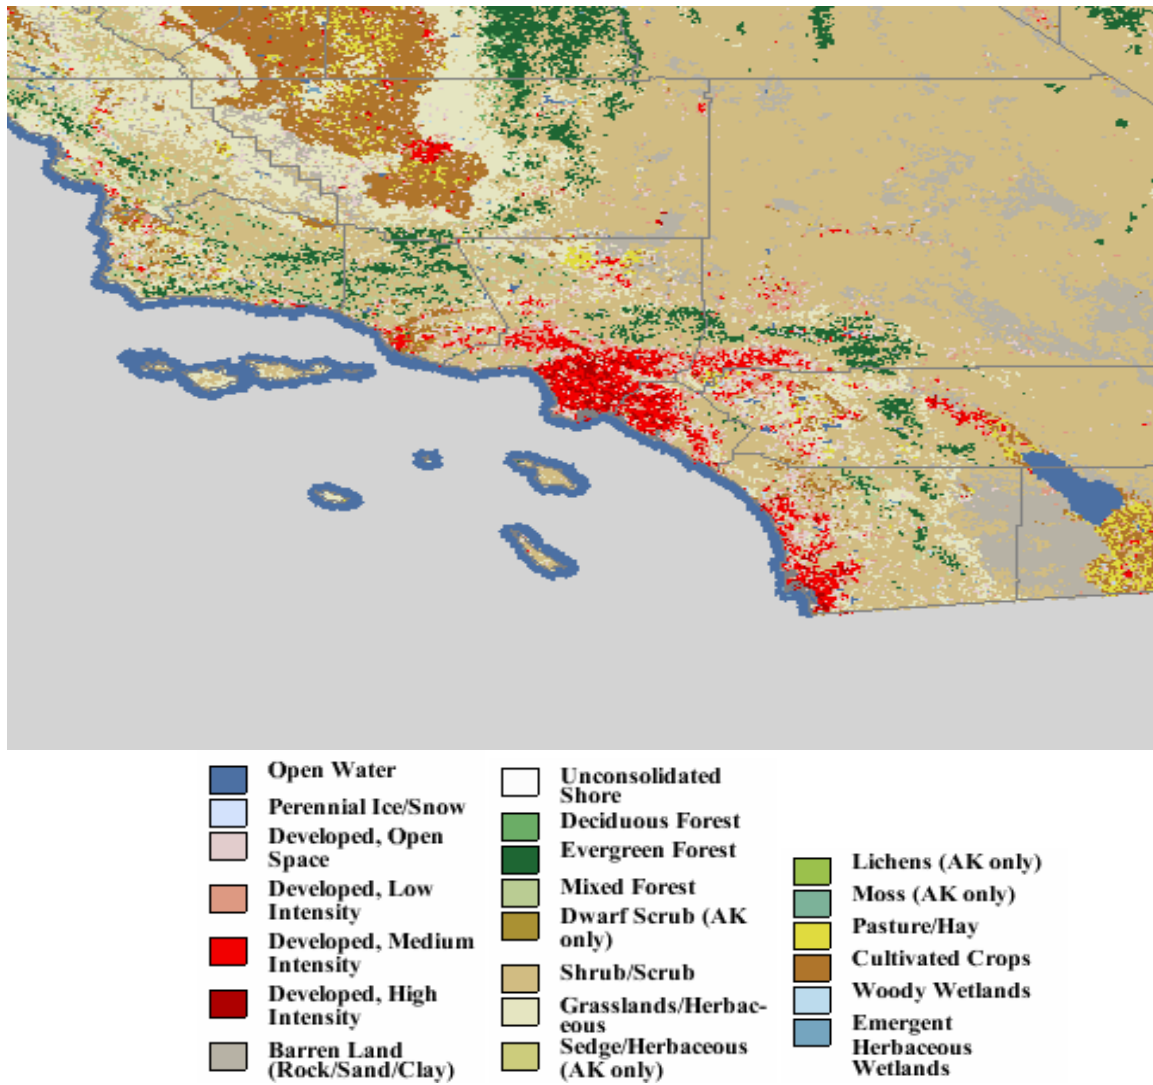 Open Water
Perennial Ice/Snow
Developed, Open
Space
Developed, Low
Intensity
Developed, Medium
Intensity
Developed, High
Intensity
Barren Land
(Rock/Sand/Clay)
Unconsolidated
Shore
Deciduous Forest
Evergreen Forest
Mixed Forest
Dwarf Scrub (AK
only)
Shrub/Scrub
Grasslands/Herbac-
eous
Sedge/Herbaceous
(AK only)
Lichens (AK only)
Moss (AK only)
Pasture/Hay
Cultivated Crops
Woody Wetlands
Emergent
Herbaceous
Wetlands